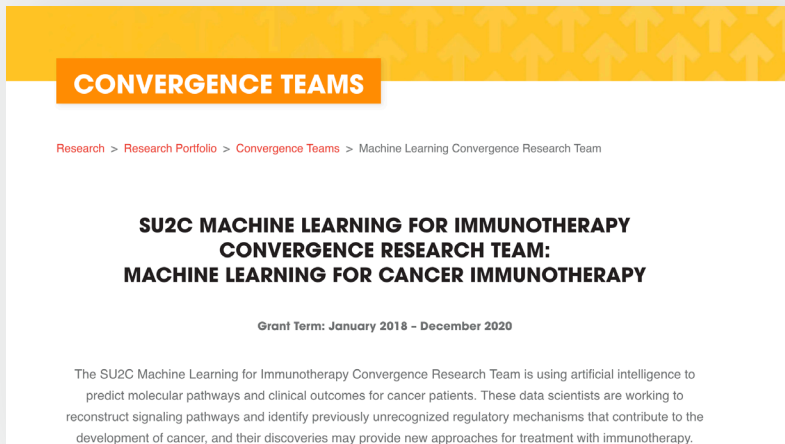 CONVERGENCE TEAMS
Research > Research Portfolio > Convergence Teams > Machine Learning Convergence Research Team
SU2C MACHINE LEARNING FOR IMMUNOTHERAPY
CONVERGENCE RESEARCH TEAM:
MACHINE LEARNING FOR CANCER IMMUNOTHERAPY
Grant Term: January 2018 – December 2020
The SU2C Machine Learning for Immunotherapy Convergence Research Team is using artificial intelligence to
predict molecular pathways and clinical outcomes for cancer patients. These data scientists are working to
reconstruct signaling pathways and identify previously unrecognized regulatory mechanisms that contribute to the
development of cancer, and their discoveries may provide new approaches for treatment with immunotherapy.